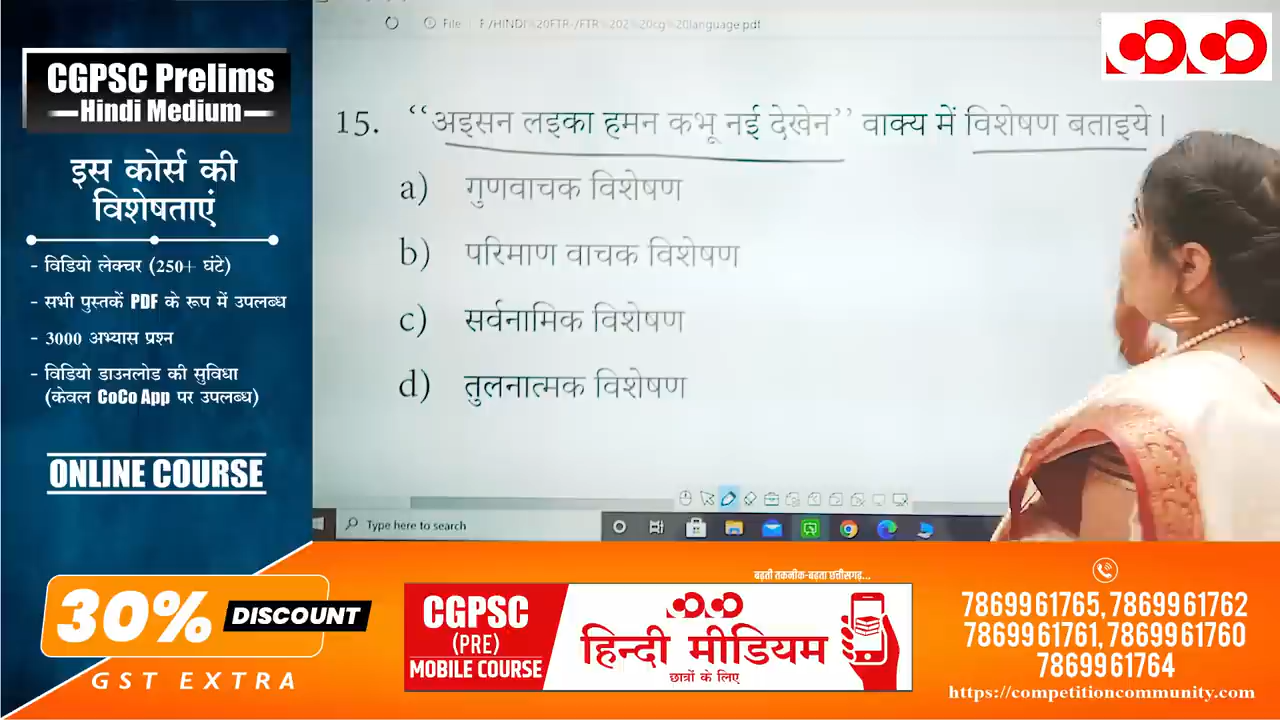 CGPSC Prelims
Hindi Medium
इस कोर्स की
विशेषताएं
- विडियो लेक्चर (250+ घंटे)
- सभी पुस्तकें PDF के रूप में उपलब्ध
- 3000 अभ्यास प्रश्न
- विडियो डाउनलोड की सुविधा
(केवल CoCo App पर उपलब्ध)
ONLINE COURSE
File
15. “अइसन लइका हमन कभू नई देखेन” वाक्य में विशेषण बताइये।
a) गुणवाचक विशेषण
b) परिमाण वाचक विशेषण
c) सर्वनामिक विशेषण
d) तुलनात्मक विशेषण
Type here to search
30% DISCOUNT
GST EXTRA
बढ़ती तकनीक-बढ़ता छत्तीसगढ़...
CGPSC
(PRE)
MOBILE COURSE
हिन्दी मीडियम
छात्रों के लिए
7869961765, 7869961762
7869961761, 7869961760
7869961764
https://competitioncommunity.com